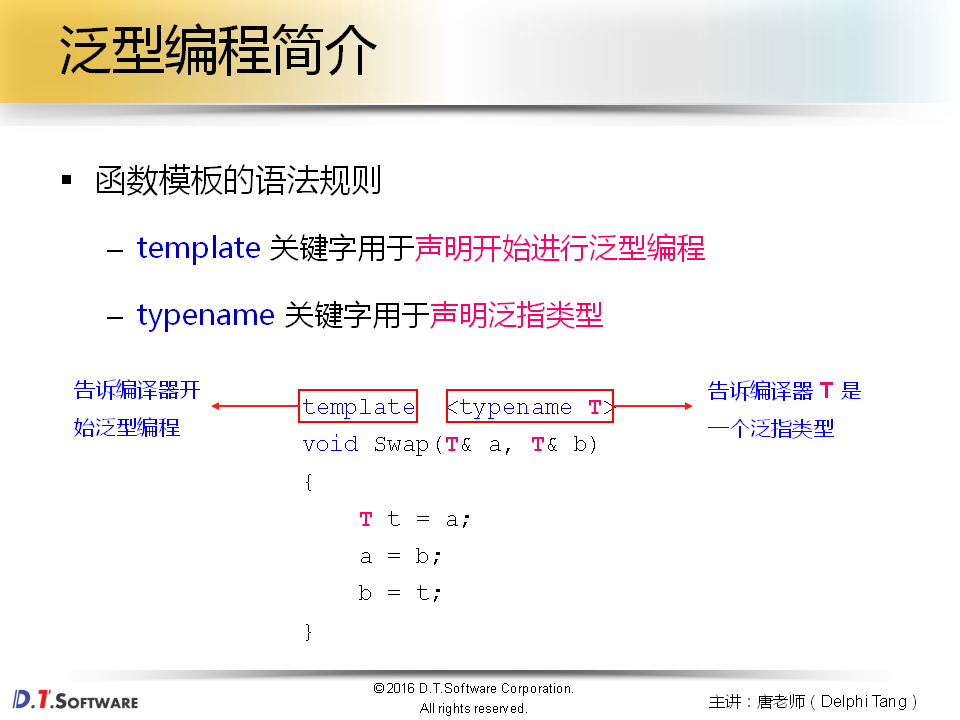 泛型编程简介
▪ 函数模板的语法规则
– template 关键字用于声明开始进行泛型编程
– typename 关键字用于声明泛指类型
告诉编译器开
始泛型编程
template <typename T>
void Swap(T& a, T& b)
{
    T t = a;
    a = b;
    b = t;
}
告诉编译器 T 是
一个泛指类型
D.T.SOFTWARE
©2016 D.T.Software Corporation.
All rights reserved.
主讲：唐老师（Delphi Tang）